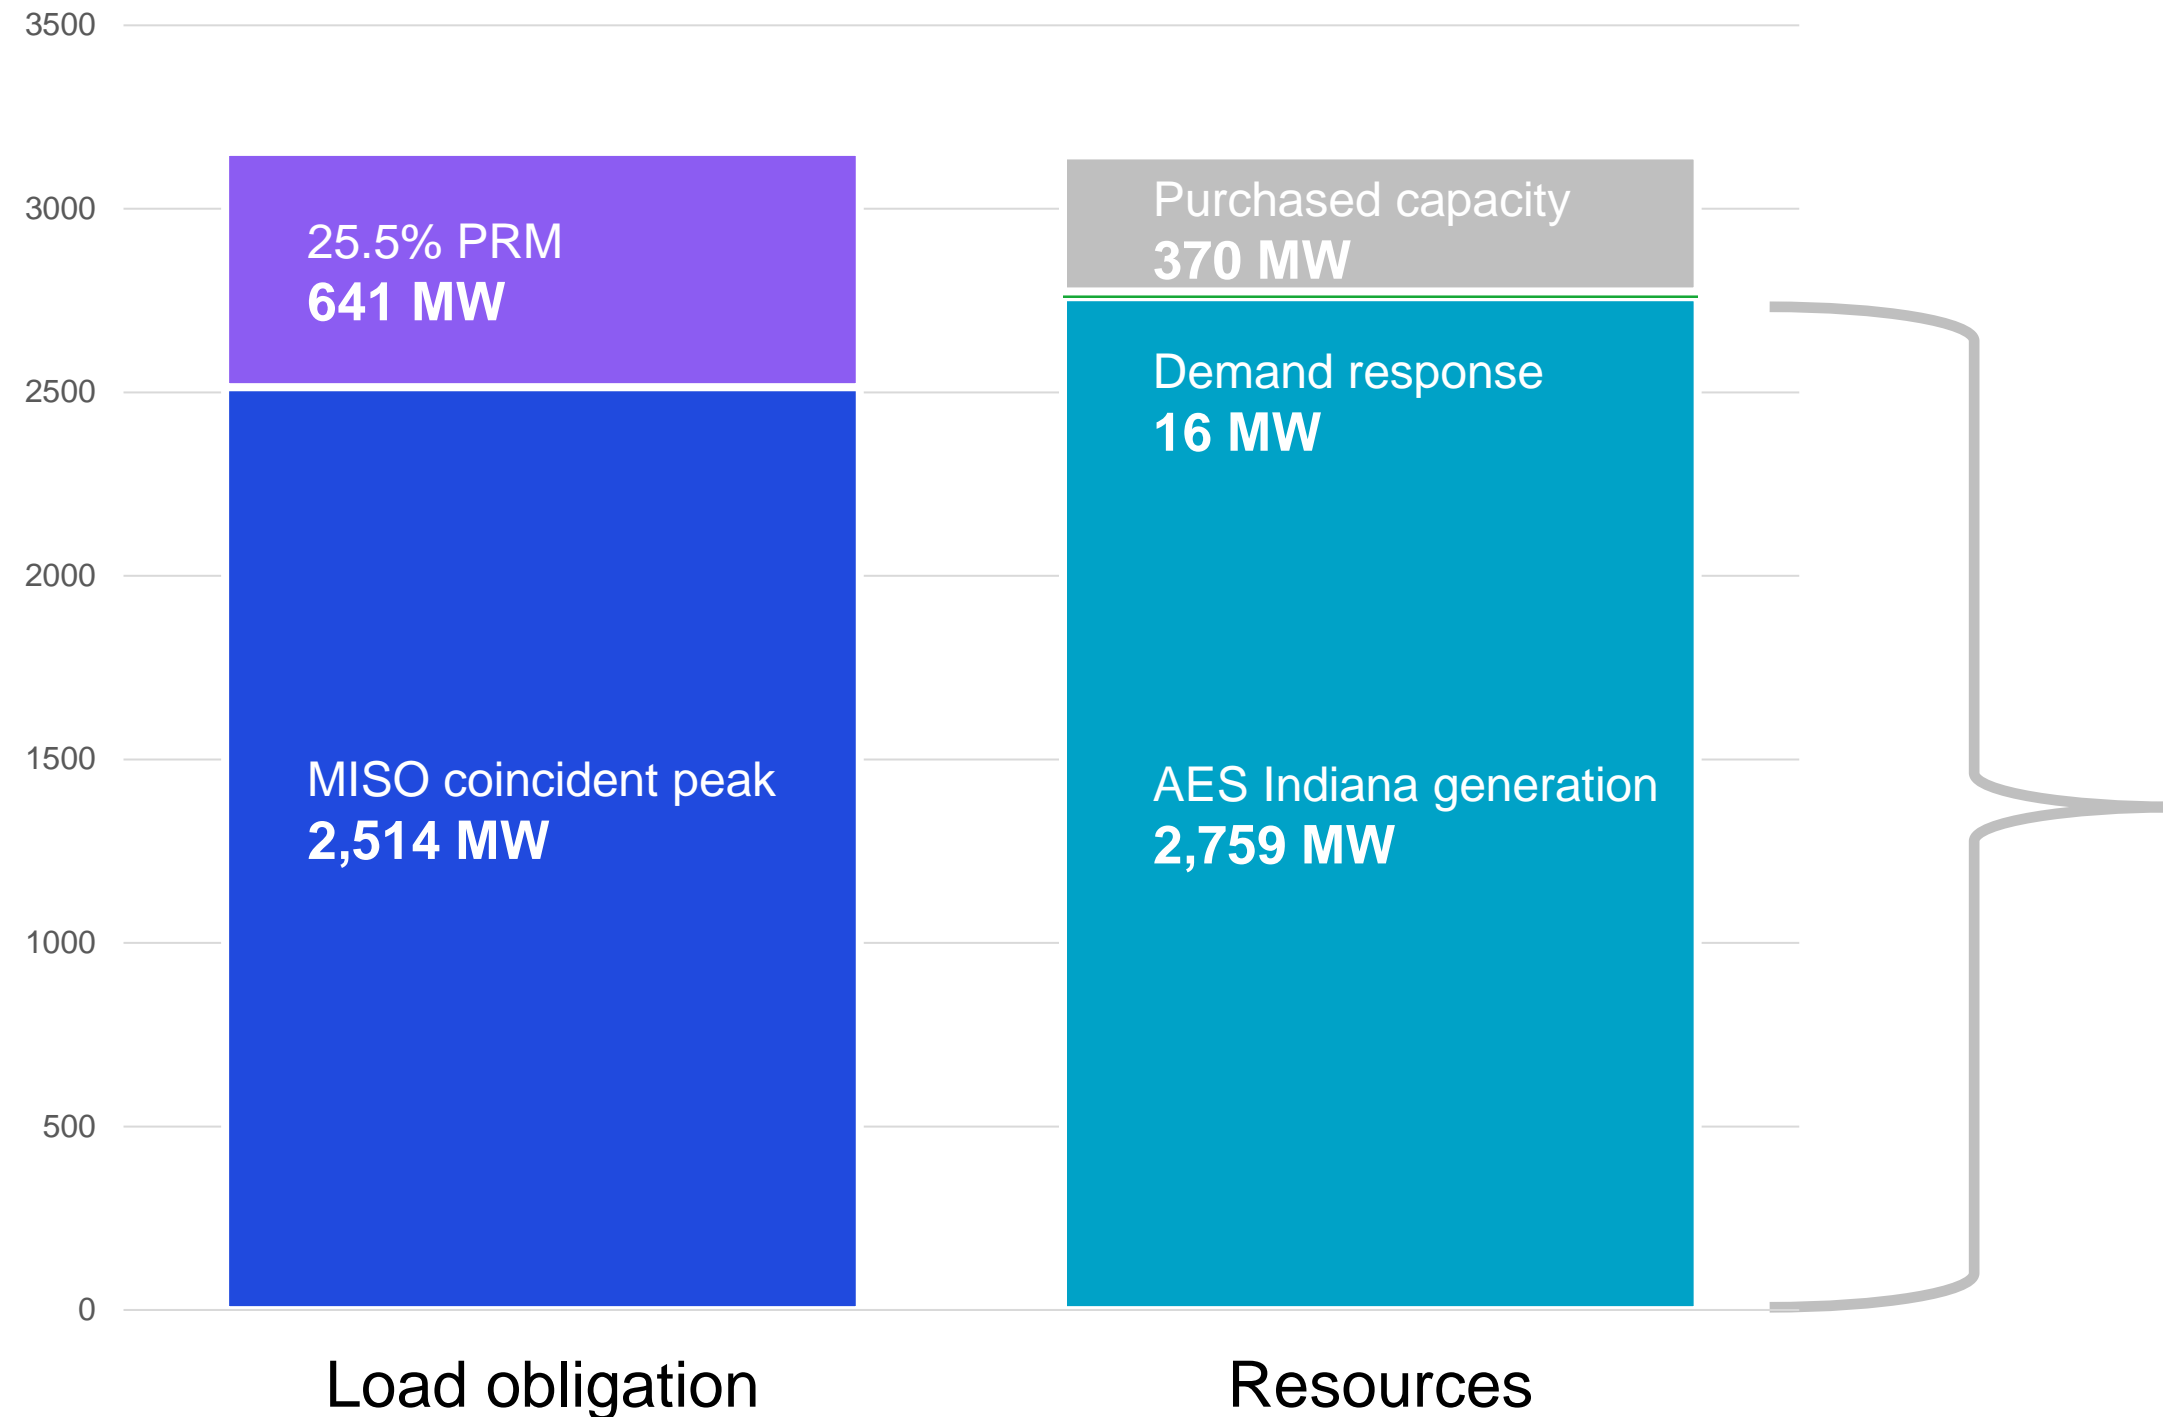 3500
3000
2500
2000
1500
1000
500
0
25.5% PRM
641 MW
MISO coincident peak
2,514 MW
Purchased capacity
370 MW
Demand response
16 MW
AES Indiana generation
2,759 MW
Load obligation
Resources